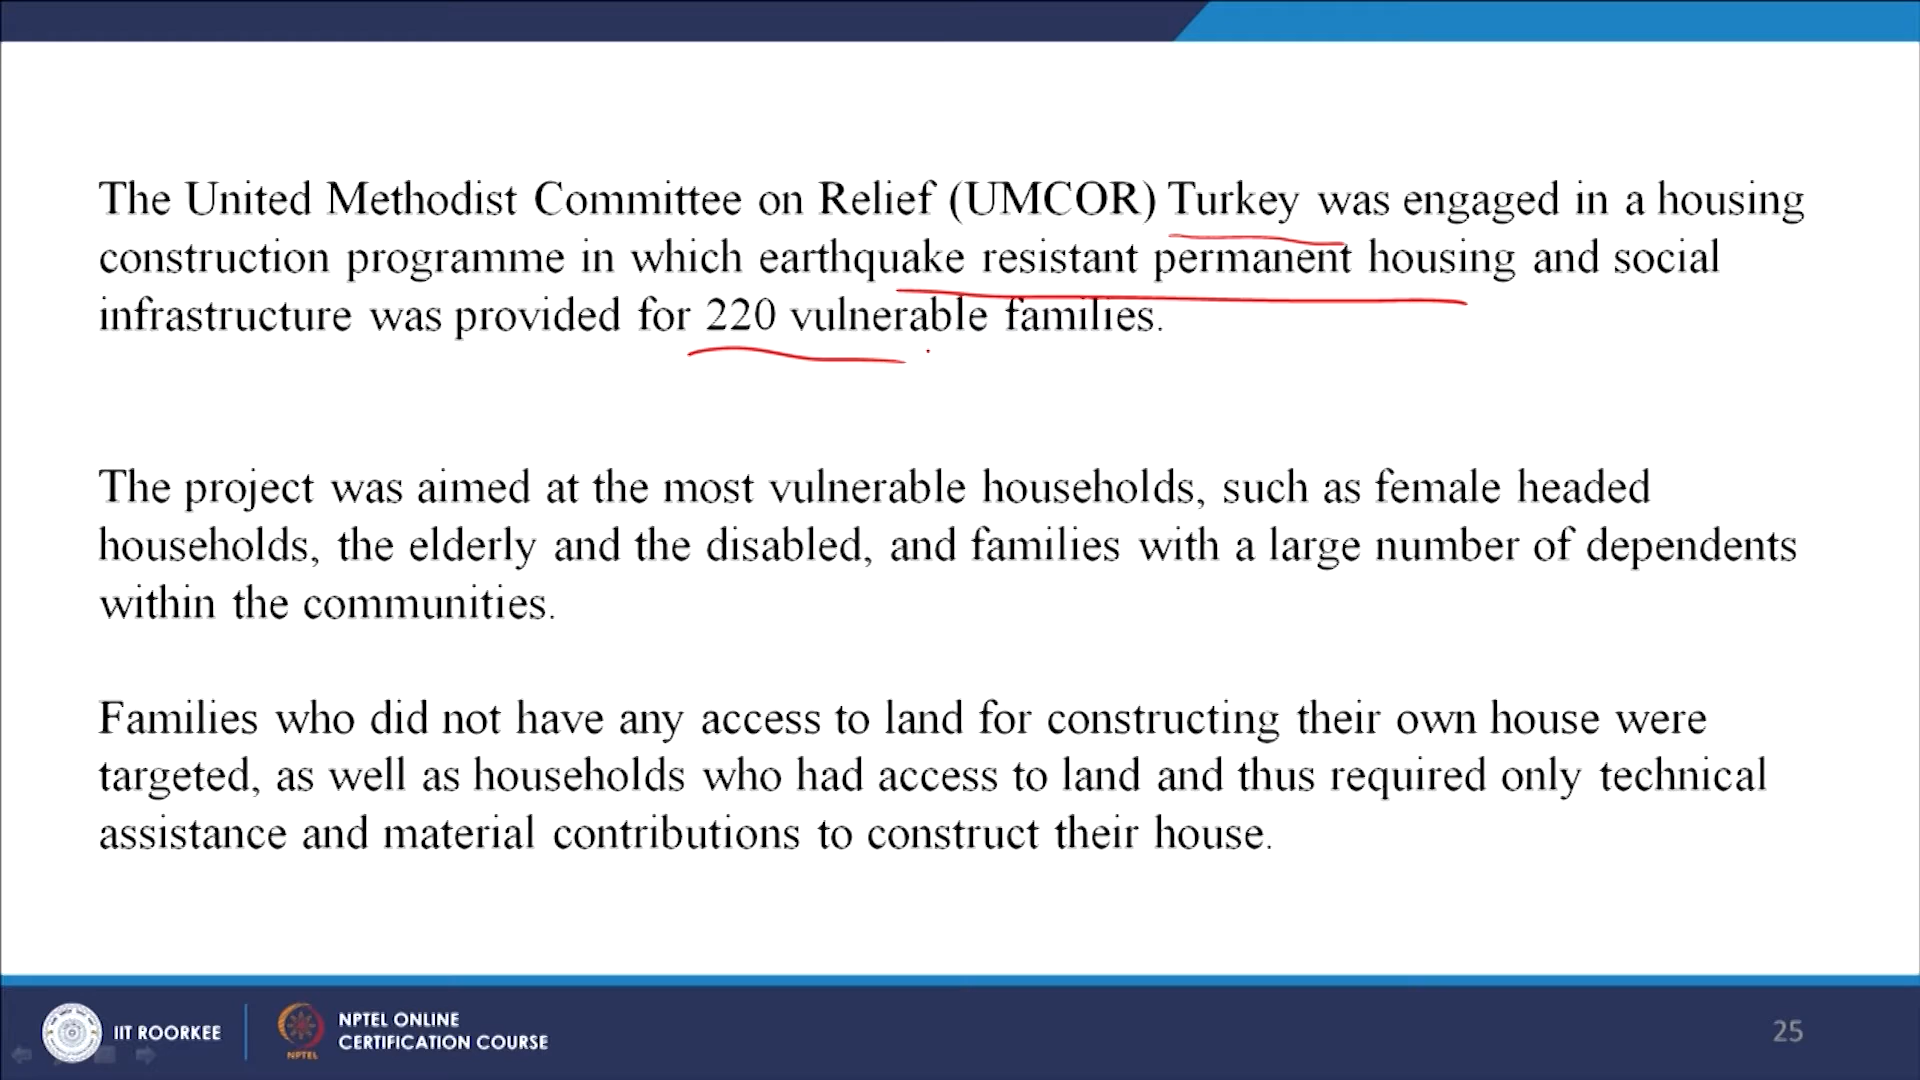 The United Methodist Committee on Relief (UMCOR) Turkey was engaged in a housing
construction programme in which earthquake resistant permanent housing and social
infrastructure was provided for 220 vulnerable families.
The project was aimed at the most vulnerable households, such as female headed
households, the elderly and the disabled, and families with a large number of dependents
within the communities.
Families who did not have any access to land for constructing their own house were
targeted, as well as households who had access to land and thus required only technical
assistance and material contributions to construct their house.
IIT ROORKEE
NPTEL
NPTEL ONLINE
CERTIFICATION COURSE
25